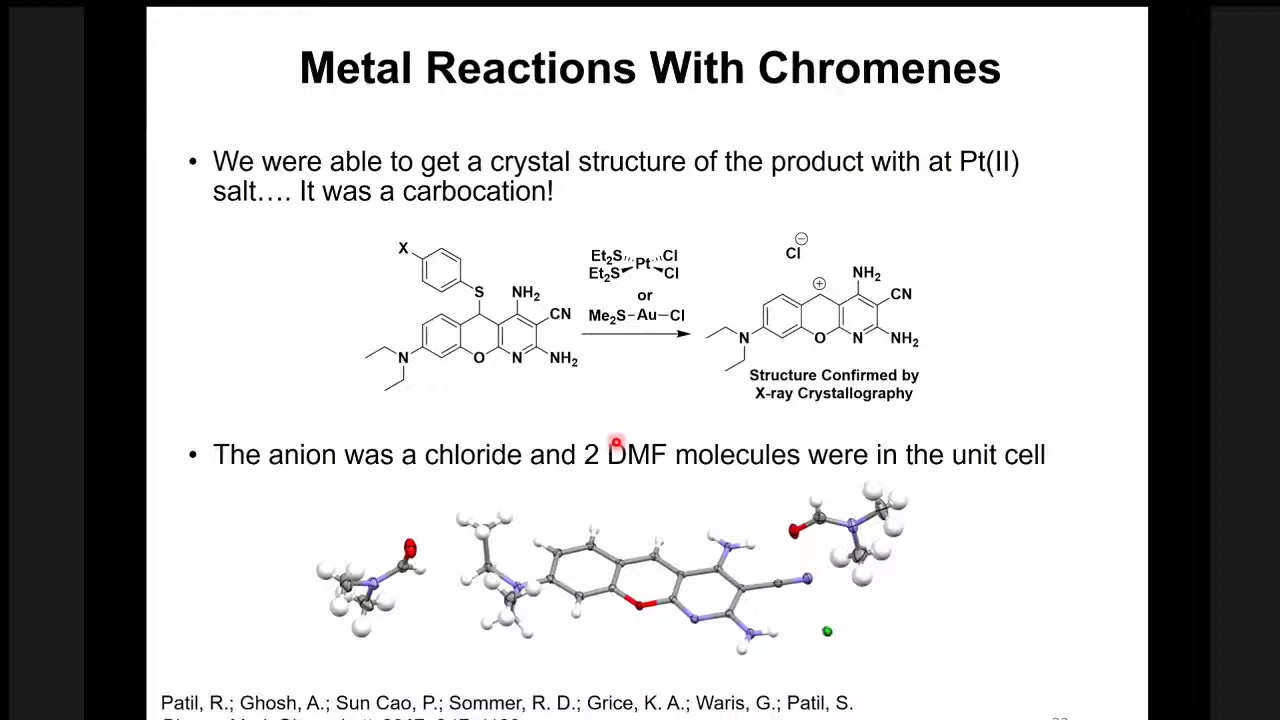 Metal Reactions With Chromenes
• We were able to get a crystal structure of the product with at Pt(II)
salt…. It was a carbocation!
X
S
NH2
CN
N
O
N
NH2
Et2S
Et2S
Pt
Cl
Cl
or
Me2S-Au-Cl
Cl
⊖
⊕
NH2
CN
N
O
N
NH2
Structure Confirmed by
X-ray Crystallography
• The anion was a chloride and 2 DMF molecules were in the unit cell
Patil, R.; Ghosh, A.; Sun Cao, P.; Sommer, R. D.; Grice, K. A.; Waris, G.; Patil, S.